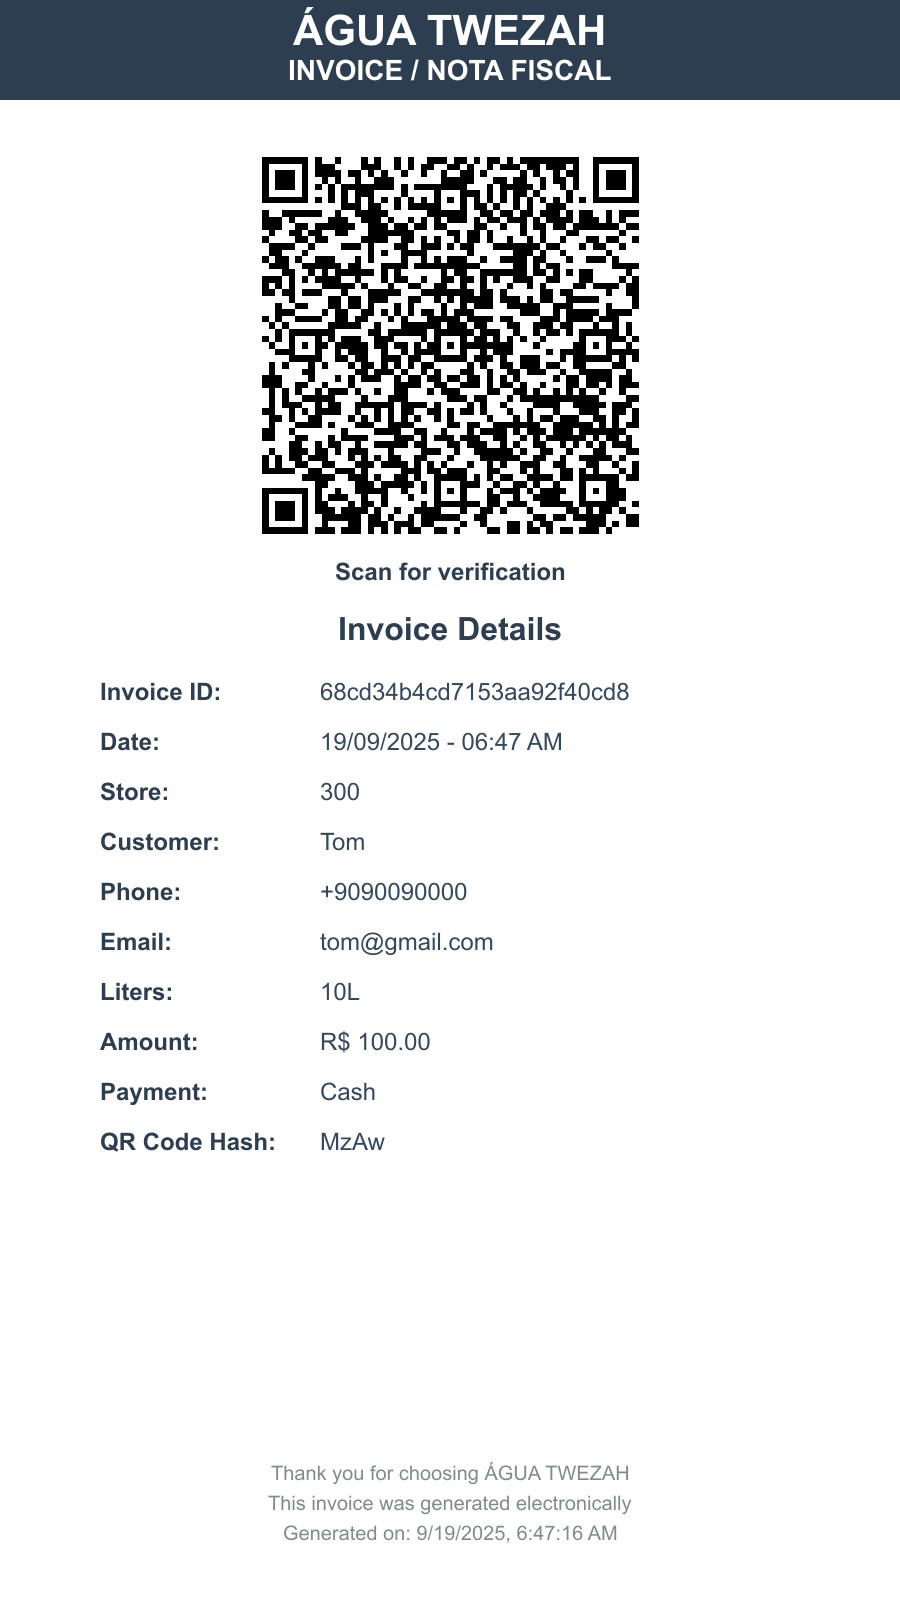 ÁGUA TWEZAH
INVOICE / NOTA FISCAL
Scan for verification
Invoice Details
Invoice ID: 68cd34b4cd7153aa92f40cd8
Date: 19/09/2025 - 06:47 AM
Store: 300
Customer: Tom
Phone: +9090090000
Email: tom@gmail.com
Liters: 10L
Amount: R$ 100.00
Payment: Cash
QR Code Hash: MzAw
Thank you for choosing ÁGUA TWEZAH
This invoice was generated electronically
Generated on: 9/19/2025, 6:47:16 AM